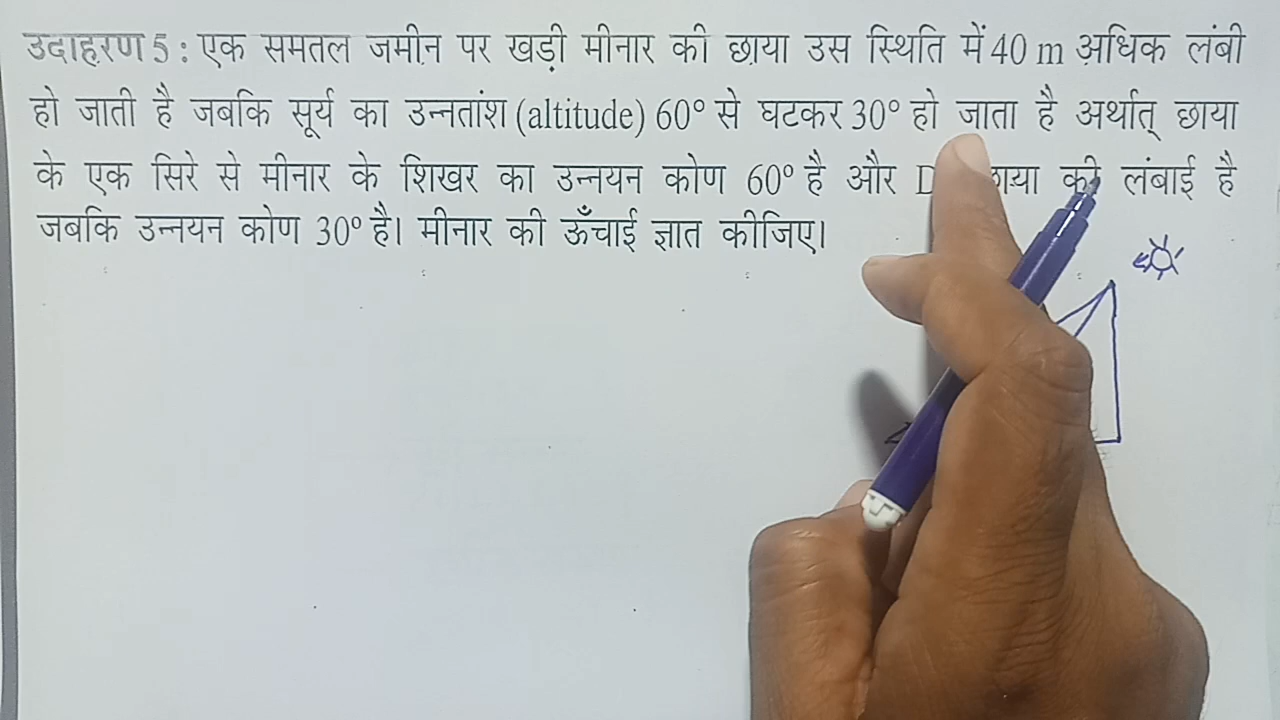 उदाहरण 5 : एक समतल जमीन पर खड़ी मीनार की छाया उस स्थिति में 40 m अधिक लंबी
हो जाती है जबकि सूर्य का उन्नतांश (altitude) 60° से घटकर 30° हो जाता है अर्थात् छाया
के एक सिरे से मीनार के शिखर का उन्नयन कोण 60° है और छाया की लंबाई है
जबकि उन्नयन कोण 30° है। मीनार की ऊँचाई ज्ञात कीजिए।